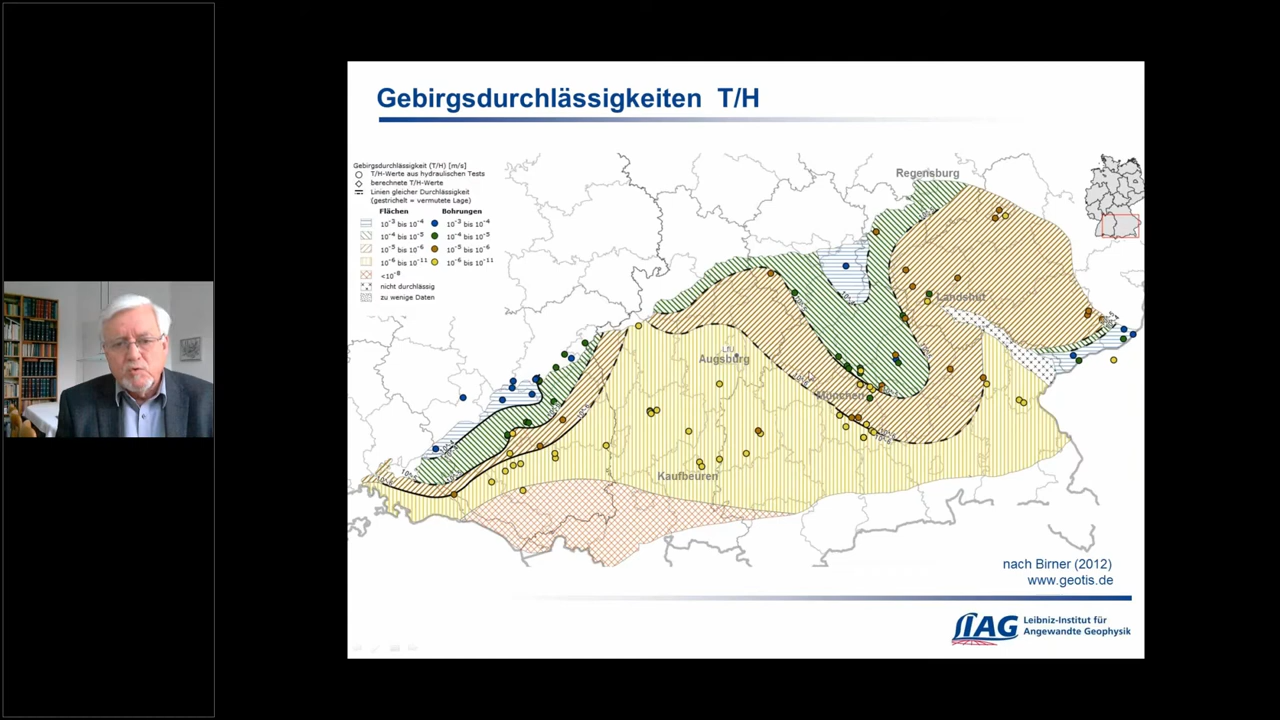 Gebirgsdurchlässigkeiten T/H
Gebirgsdurchlässigkeit (T/H) [m/s]
T/H-Werte aus hydraulischen Tests
berechnete T/H-Werte
Linien gleicher Durchlässigkeit
(gestrichelt = vermutete Lage)
Flächen Bohrungen
10⁻³ bis 10⁻⁴ 10⁻³ bis 10⁻⁴
10⁻⁴ bis 10⁻⁵ 10⁻⁴ bis 10⁻⁵
10⁻⁵ bis 10⁻⁶ 10⁻⁵ bis 10⁻⁶
10⁻⁶ bis 10⁻¹¹ 10⁻⁶ bis 10⁻¹¹
<10⁻⁸
nicht durchlässig
zu wenige Daten
Regensburg
Landshut
LfU
Augsburg
München
Kaufbeuren
nach Birner (2012)
www.geotis.de
LIAG
Leibniz-Institut für
Angewandte Geophysik